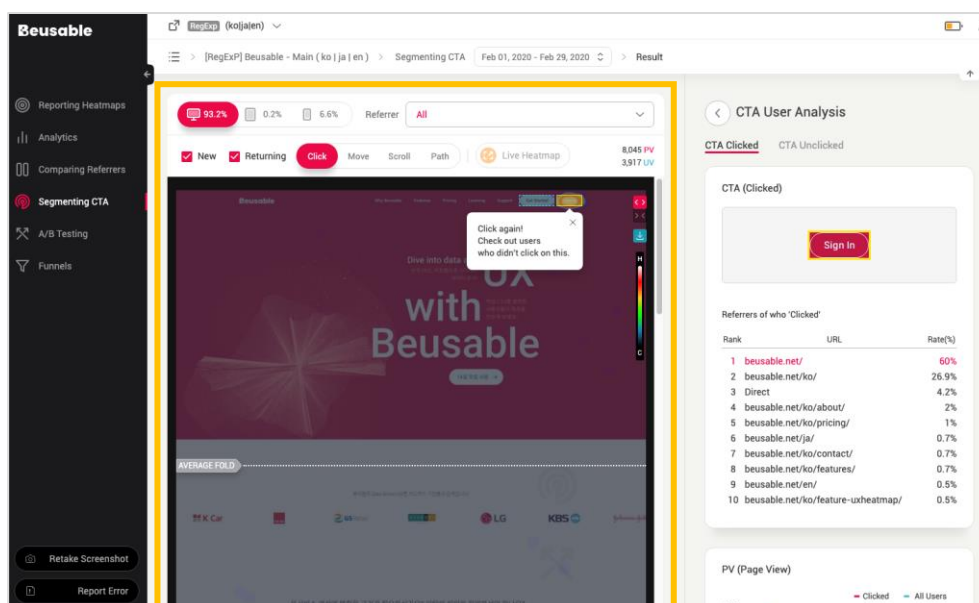 Beusable
RegExp (ko|ja|en)
[RegExP] Beusable - Main ( ko | ja | en ) > Segmenting CTA Feb 01, 2020 - Feb 29, 2020 > Result
Reporting Heatmaps
Analytics
Comparing Referrers
Segmenting CTA
A/B Testing
Funnels
Retake Screenshot
Report Error
93.2% 0.2% 6.6% Referrer All
New Returning Click Move Scroll Path Live Heatmap 8,045 PV
3,917 UV
Beusable
Click again!
Check out users
who didn't click on this.
H
C
Dive into data
UX
with
Beusable
AVERAGE FOLD
K Car LG KBS
CTA User Analysis
CTA Clicked CTA Unclicked
CTA (Clicked)
Sign In
Referrers of who 'Clicked'
Rank URL Rate(%)
1 beusable.net/ 60%
2 beusable.net/ko/ 26.9%
3 Direct 4.2%
4 beusable.net/ko/about/ 2%
5 beusable.net/ko/pricing/ 1%
6 beusable.net/ja/ 0.7%
7 beusable.net/ko/contact/ 0.7%
8 beusable.net/ko/features/ 0.7%
9 beusable.net/en/ 0.5%
10 beusable.net/ko/feature-uxheatmap/ 0.5%
PV (Page View)
Clicked All Users